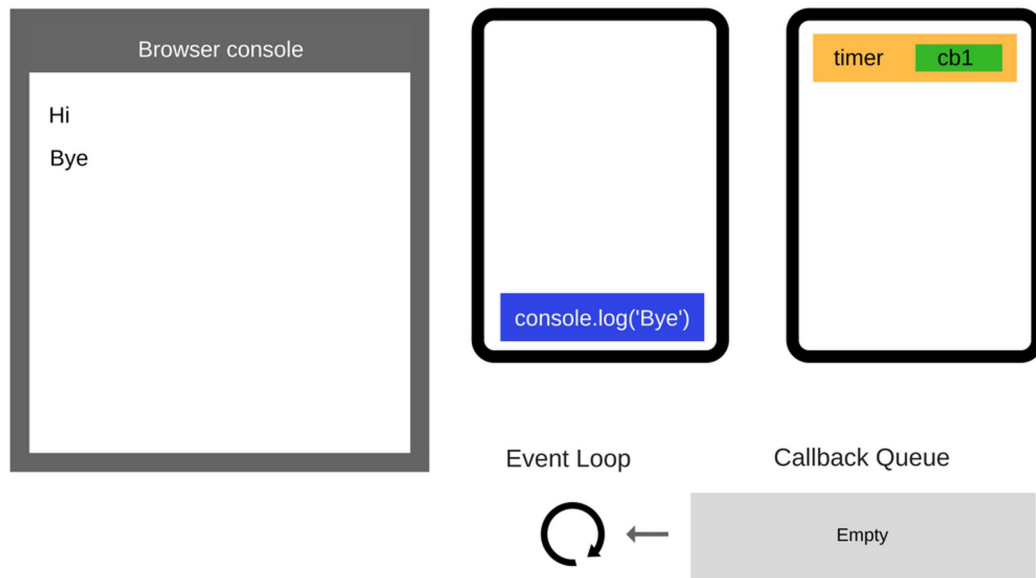 Browser console
Hi
Bye
console.log('Bye')
timer cb1
Event Loop
Callback Queue
Empty